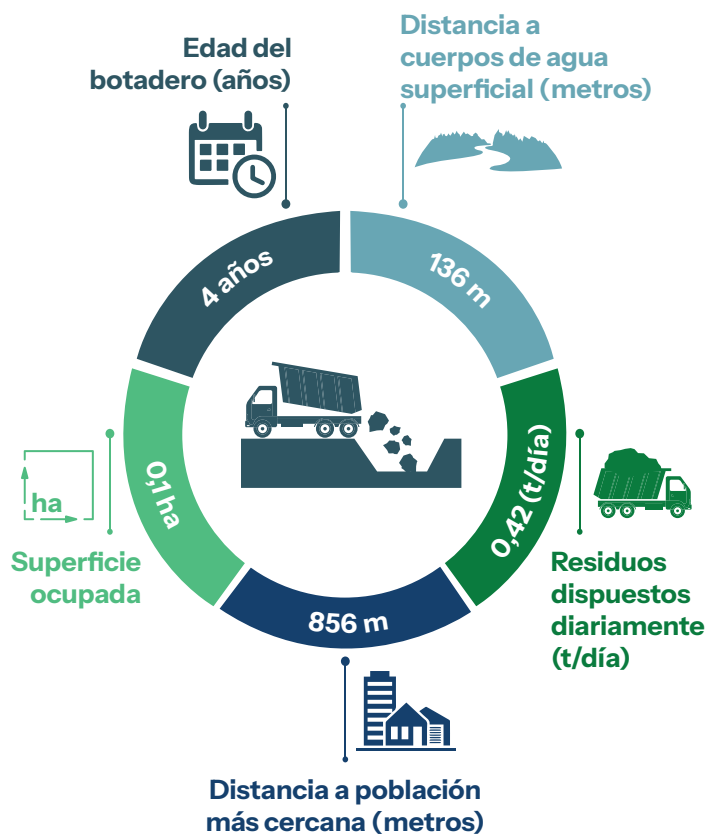 Edad del
botadero (años)
Distancia a
cuerpos de agua
superficial (metros)
4 años
136 m
0,1 ha
0,42 (t/día)
856 m
ha
Superficie
ocupada
Residuos
dispuestos
diariamente
(t/día)
Distancia a población
más cercana (metros)